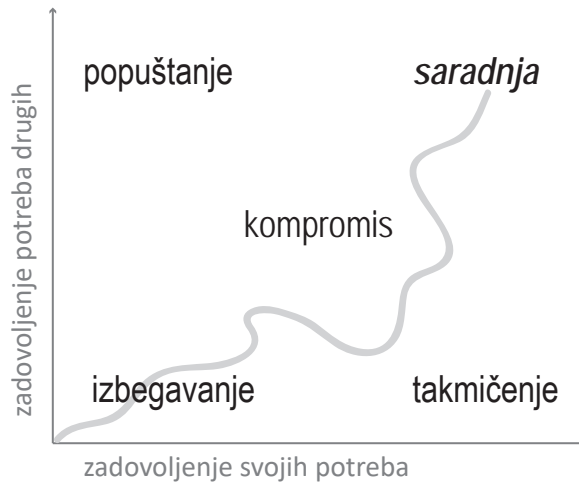 popuštanje
saradnja
kompromis
izbegavanje
takmičenje
zadovoljenje potreba drugih
zadovoljenje svojih potreba